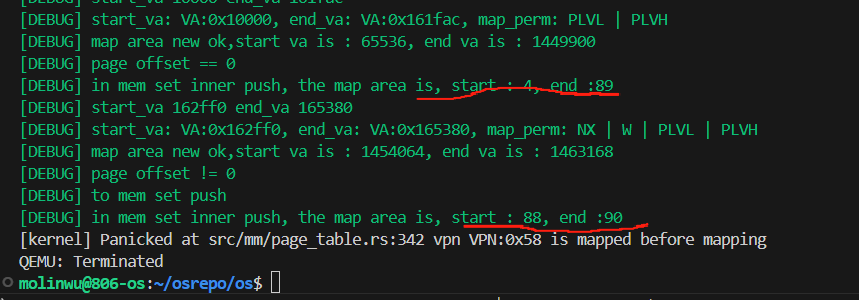 [DEBUG] start_va: VA:0x10000, end_va: VA:0x161fac, map_perm: PLVL | PLVH
[DEBUG] map area new ok,start va is : 65536, end va is : 1449900
[DEBUG] page offset == 0
[DEBUG] in mem set inner push, the map area is, start : 4, end :89
[DEBUG] start_va 162ff0 end_va 165380
[DEBUG] start_va: VA:0x162ff0, end_va: VA:0x165380, map_perm: NX | W | PLVL | PLVH
[DEBUG] map area new ok,start va is : 1454064, end va is : 1463168
[DEBUG] page offset != 0
[DEBUG] to mem set push
[DEBUG] in mem set inner push, the map area is, start : 88, end :90
[kernel] Panicked at src/mm/page_table.rs:342 vpn VPN:0x58 is mapped before mapping
QEMU: Terminated
molinwu@806-os:~/osrepo/os$